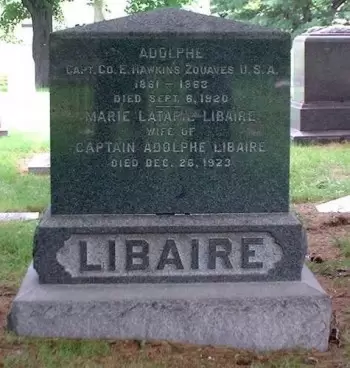 ADOLPHE
CAPT. CO. E. HAWKINS ZOUAVES U.S.A.
1861 - 1863
DIED SEPT. 6, 1920
MARIE LATAPIE LIBAIRE
WIFE OF
CAPTAIN ADOLPHE LIBAIRE
DIED DEC. 26, 1923
LIBAIRE